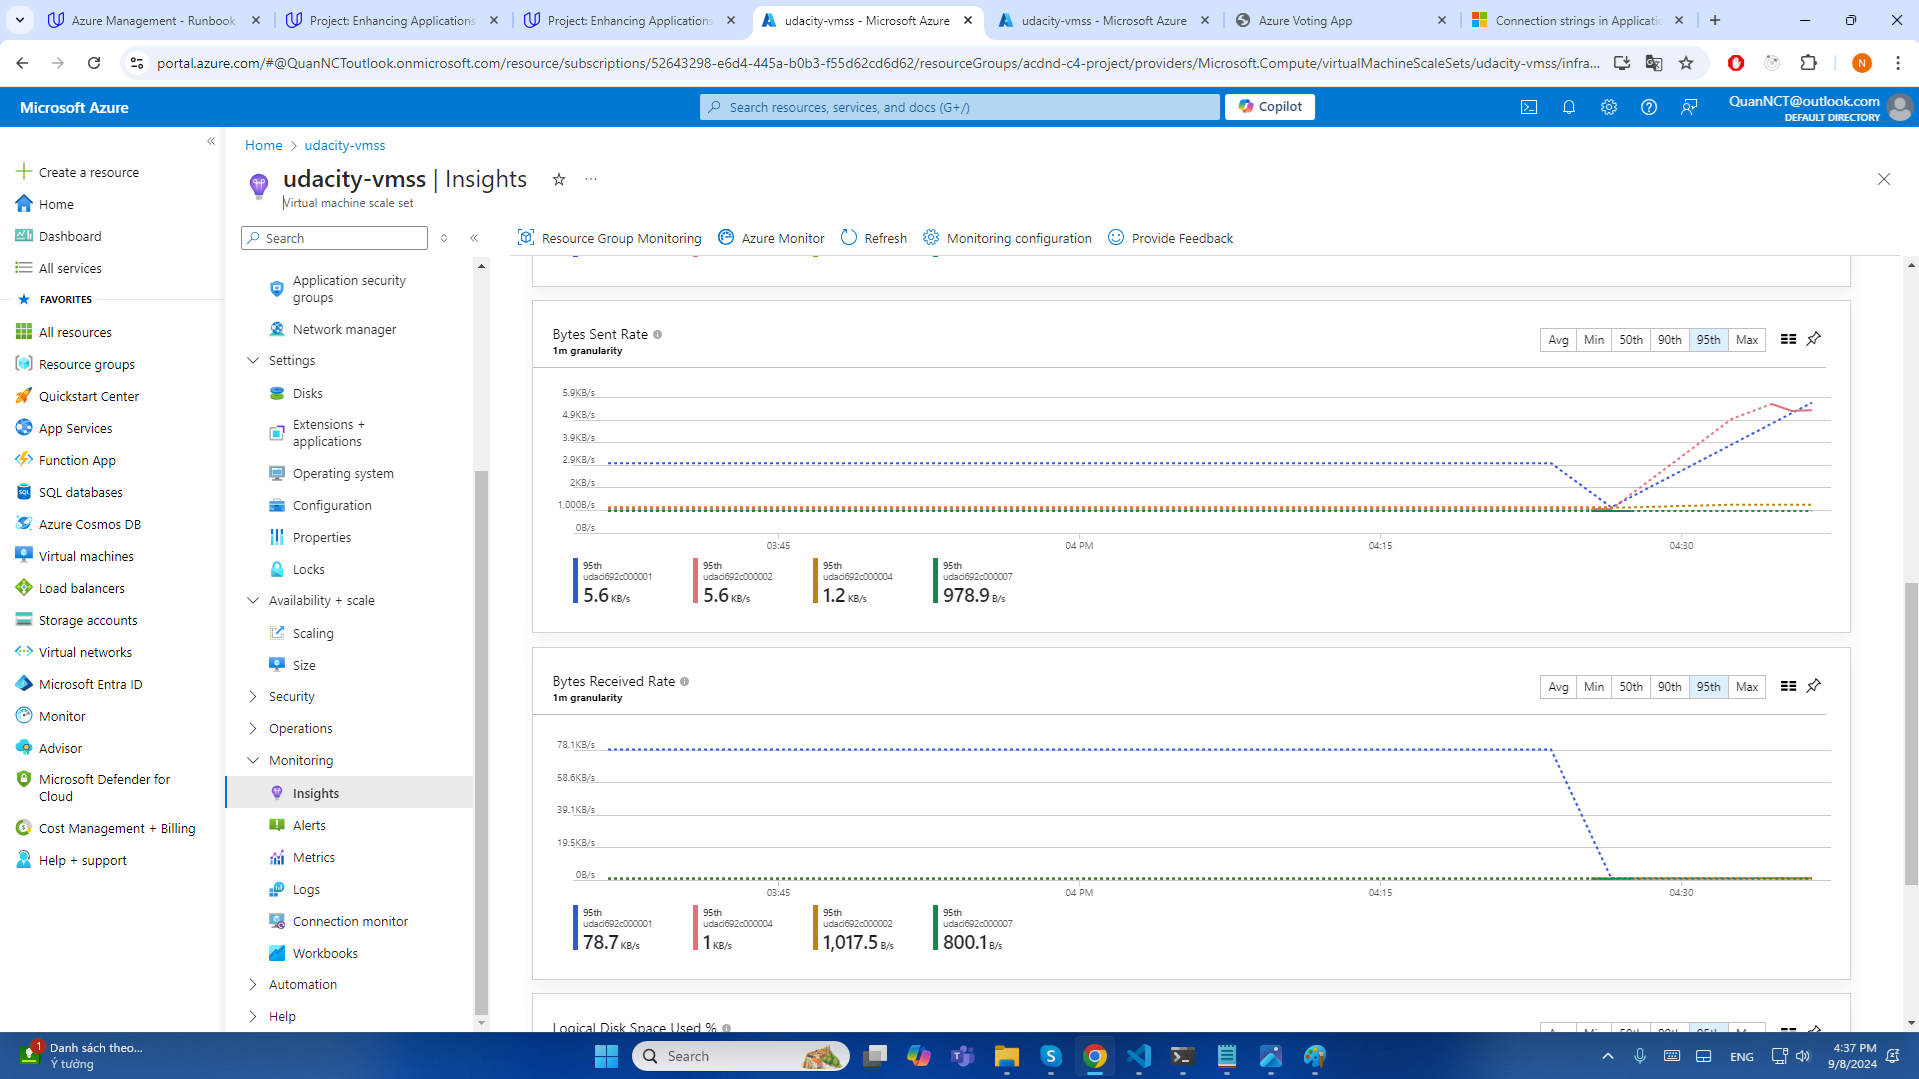 Azure Management - Runbook
Project: Enhancing Applications
Project: Enhancing Applications
udacity-vmss - Microsoft Azure
udacity-vmss - Microsoft Azure
Azure Voting App
Connection strings in Applicatio
portal.azure.com/#@QuanNCToutlook.onmicrosoft.com/resource/subscriptions/52643298-e6d4-445a-b0b3-f55d62cd6d62/resourceGroups/acdnd-c4-project/providers/Microsoft.Compute/virtualMachineScaleSets/udacity-vmss/infra...
N
Microsoft Azure
Search resources, services, and docs (G+/)
Copilot
QuanNCT@outlook.com
DEFAULT DIRECTORY
Create a resource
Home
Dashboard
All services
FAVORITES
All resources
Resource groups
Quickstart Center
App Services
Function App
SQL databases
Azure Cosmos DB
Virtual machines
Load balancers
Storage accounts
Virtual networks
Microsoft Entra ID
Monitor
Advisor
Microsoft Defender for
Cloud
Cost Management + Billing
Help + support
Home > udacity-vmss
udacity-vmss | Insights
Virtual machine scale set
Search
Application security
groups
Network manager
Settings
Disks
Extensions +
applications
Operating system
Configuration
Properties
Locks
Availability + scale
Scaling
Size
Security
Operations
Monitoring
Insights
Alerts
Metrics
Logs
Connection monitor
Workbooks
Automation
Help
Resource Group Monitoring
Azure Monitor
Refresh
Monitoring configuration
Provide Feedback
Bytes Sent Rate
1m granularity
Avg Min 50th 90th 95th Max
5.9KB/s
4.9KB/s
3.9KB/s
2.9KB/s
2KB/s
1,000B/s
0B/s
03:45 04 PM 04:15 04:30
95th
udaci692c000001
5.6 KB/s
95th
udaci692c000002
5.6 KB/s
95th
udaci692c000004
1.2 KB/s
95th
udaci692c000007
978.9 B/s
Bytes Received Rate
1m granularity
Avg Min 50th 90th 95th Max
78.1KB/s
58.6KB/s
39.1KB/s
19.5KB/s
0B/s
03:45 04 PM 04:15 04:30
95th
udaci692c000001
78.7 KB/s
95th
udaci692c000004
1 KB/s
95th
udaci692c000002
1,017.5 B/s
95th
udaci692c000007
800.1 B/s
Logical Disk Space Used %
Avg Min 50th 90th 95th Max
1
Danh sách theo...
Ý tưởng
Search
ENG
4:37 PM
9/8/2024